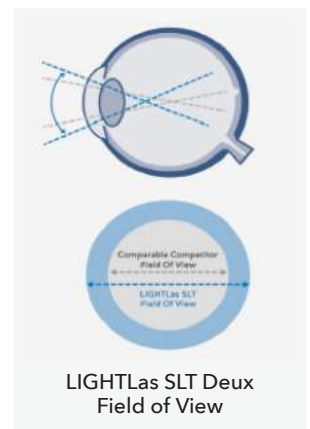 Comparable Competitor
Field Of View
LIGHTLas SLT
Field Of View
LIGHTLas SLT Deux
Field of View